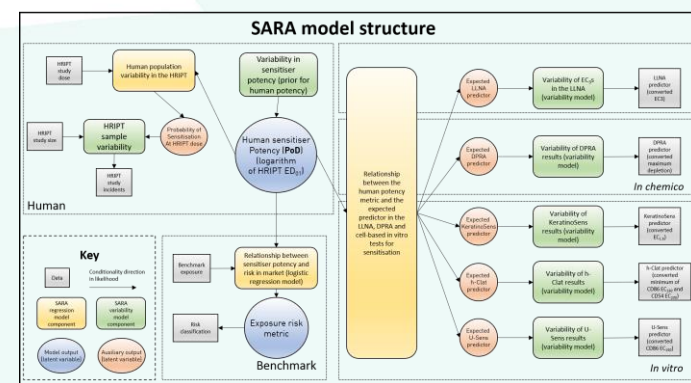 SARA model structure
HRIPT
study
dose
Human population
variability in the HRIPT
Variability in
sensitiser
potency (prior for
human potency)
HRIPT
study size
HRIPT
sample
variability
Probability of
Sensitisation
At HRIPT dose
Human sensitiser
Potency (PoD)
(logarithm
of HRIPT ED01)
HRIPT
study
incidents
Human
Key
Data
Conditionality direction
in likelihood
SARA
regression
model
component
SARA
variability
model
component
Model output
(latent variable)
Auxiliary output
(latent variable)
Benchmark
exposure
Relationship between
sensitiser potency and
risk in market (logistic
regression model)
Risk
classification
Exposure risk
metric
Benchmark
Relationship
between the
human potency
metric and the
expected
predictor in the
LLNA, DPRA and
cell-based in vitro
tests for
sensitisation
Expected
LLNA
predictor
Variability of EC3s
in the LLNA
(variability model)
LLNA
predictor
(converted
EC3)
Expected
DPRA
predictor
Variability of DPRA
results (variability
model)
DPRA
predictor
(converted
maximum
depletion)
In chemico
Expected
KeratinoSens
predictor
Variability of
KeratinoSens
results (variability
model)
KeratinoSens
predictor
(converted
Expected
h-Clat
predictor
Variability of h-
Clat results
(variability model)
h-Clat predictor
(converted
minimum of
CD86 EC150 and
CD54 EC200)
Expected
U-Sens
predictor
Variability of U-
Sens results
(variability model)
U-Sens
predictor
(converted
CD86 EC150)
In vitro